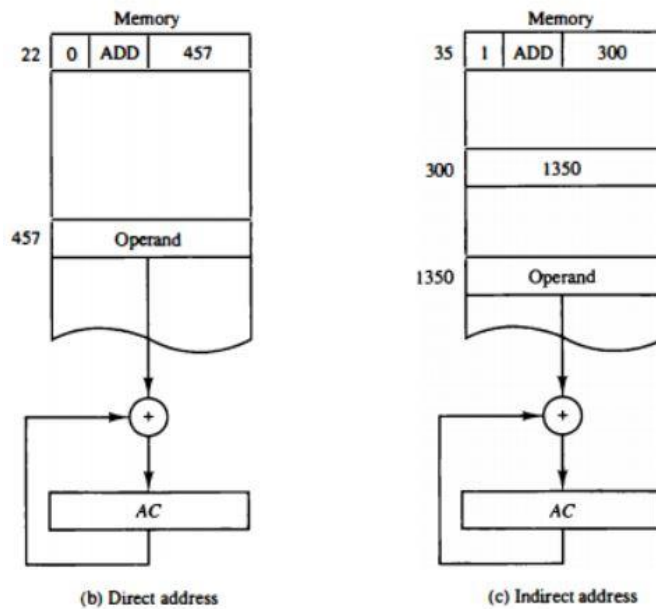 Memory
22 0 ADD 457
457 Operand
+
AC
(b) Direct address
Memory
35 1 ADD 300
300 1350
1350 Operand
+
AC
(c) Indirect address